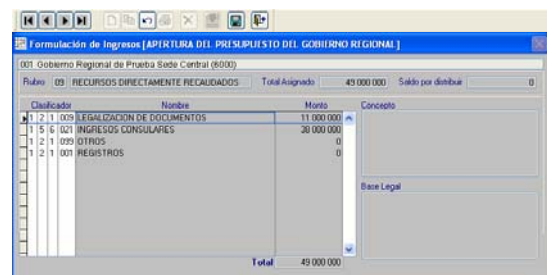 Formulación de Ingresos [APERTURA DEL PRESUPUESTO DEL GOBIERNO REGIONAL]
001 Gobierno Regional de Prueba Sede Central (6000)
Rubro 09 RECURSOS DIRECTAMENTE RECAUDADOS Total Asignado 49 000 000 Saldo por distribuir 0
Clasificador Nombre Monto Concepto
1 2 1 009 LEGALIZACION DE DOCUMENTOS 11 000 000
1 5 6 021 INGRESOS CONSULARES 38 000 000
1 2 1 099 OTROS 0
1 2 1 001 REGISTROS 0
Base Legal
Total 49 000 000